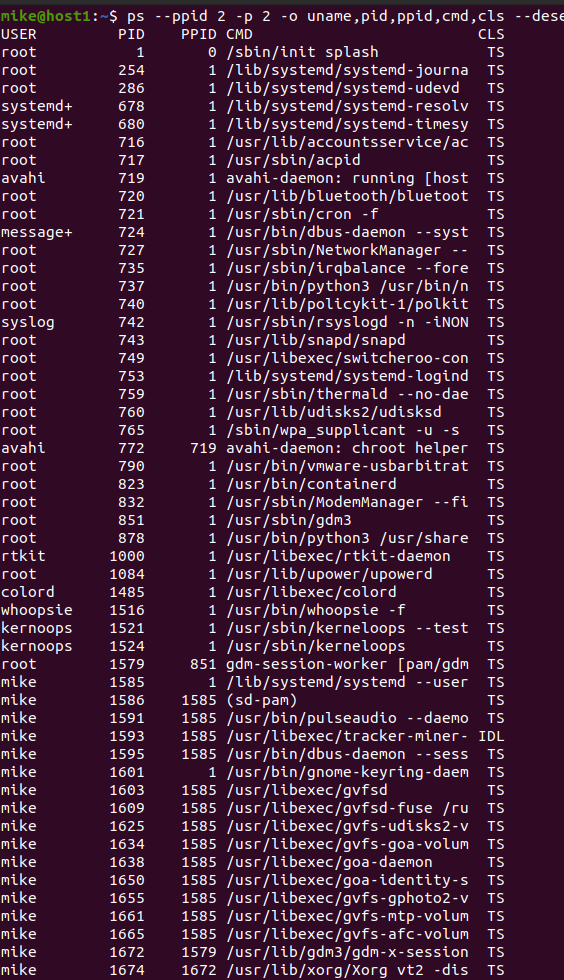 mike@host1:~$ ps --ppid 2 -p 2 -o uname,pid,ppid,cmd,cls --dese
USER PID PPID CMD CLS
root 1 0 /sbin/init splash TS
root 254 1 /lib/systemd/systemd-journa TS
root 286 1 /lib/systemd/systemd-udevd TS
systemd+ 678 1 /lib/systemd/systemd-resolv TS
systemd+ 680 1 /lib/systemd/systemd-timesy TS
root 716 1 /usr/lib/accountsservice/ac TS
root 717 1 /usr/sbin/acpid TS
avahi 719 1 avahi-daemon: running [host TS
root 720 1 /usr/lib/bluetooth/bluetoot TS
root 721 1 /usr/sbin/cron -f TS
message+ 724 1 /usr/bin/dbus-daemon --syst TS
root 727 1 /usr/sbin/NetworkManager -- TS
root 735 1 /usr/sbin/irqbalance --fore TS
root 737 1 /usr/bin/python3 /usr/bin/n TS
root 740 1 /usr/lib/policykit-1/polkit TS
syslog 742 1 /usr/sbin/rsyslogd -n -iNON TS
root 743 1 /usr/lib/snapd/snapd TS
root 749 1 /usr/libexec/switcheroo-con TS
root 753 1 /lib/systemd/systemd-logind TS
root 759 1 /usr/sbin/thermald --no-dae TS
root 760 1 /usr/lib/udisks2/udisksd TS
root 765 1 /sbin/wpa_supplicant -u -s TS
avahi 772 719 avahi-daemon: chroot helper TS
root 790 1 /usr/bin/vmware-usbarbitrat TS
root 823 1 /usr/bin/containerd TS
root 832 1 /usr/sbin/ModemManager --fi TS
root 851 1 /usr/sbin/gdm3 TS
root 878 1 /usr/bin/python3 /usr/share TS
rtkit 1000 1 /usr/libexec/rtkit-daemon TS
root 1084 1 /usr/lib/upower/upowerd TS
colord 1485 1 /usr/libexec/colord TS
whoopsie 1516 1 /usr/bin/whoopsie -f TS
kernoops 1521 1 /usr/sbin/kerneloops --test TS
kernoops 1524 1 /usr/sbin/kerneloops TS
root 1579 851 gdm-session-worker [pam/gdm TS
mike 1585 1 /lib/systemd/systemd --user TS
mike 1586 1585 (sd-pam) TS
mike 1591 1585 /usr/bin/pulseaudio --daemo TS
mike 1593 1585 /usr/libexec/tracker-miner- IDL
mike 1595 1585 /usr/bin/dbus-daemon --sess TS
mike 1601 1 /usr/bin/gnome-keyring-daem TS
mike 1603 1585 /usr/libexec/gvfsd TS
mike 1609 1585 /usr/libexec/gvfsd-fuse /ru TS
mike 1625 1585 /usr/libexec/gvfs-udisks2-v TS
mike 1634 1585 /usr/libexec/gvfs-goa-volum TS
mike 1638 1585 /usr/libexec/goa-daemon TS
mike 1650 1585 /usr/libexec/goa-identity-s TS
mike 1655 1585 /usr/libexec/gvfs-gphoto2-v TS
mike 1661 1585 /usr/libexec/gvfs-mtp-volum TS
mike 1665 1585 /usr/libexec/gvfs-afc-volum TS
mike 1672 1579 /usr/lib/gdm3/gdm-x-session TS
mike 1674 1672 /usr/lib/xorg/Xorg vt2 -dis TS